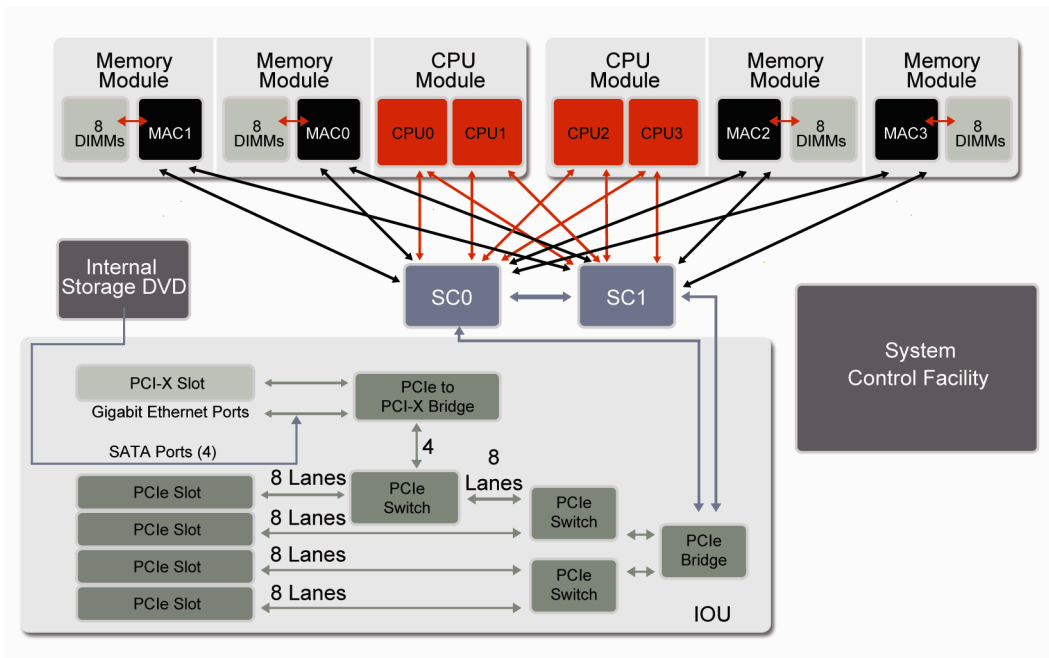 Memory
Module
8
DIMMs
MAC1
Memory
Module
8
DIMMs
MAC0
CPU
Module
CPU0
CPU1
CPU
Module
CPU2
CPU3
Memory
Module
MAC2
8
DIMMs
Memory
Module
MAC3
8
DIMMs
Internal
Storage DVD
SC0
SC1
System
Control Facility
PCI-X Slot
Gigabit Ethernet Ports
SATA Ports (4)
PCIe to
PCI-X Bridge
4
8
Lanes
PCIe Slot
8 Lanes
PCIe
Switch
PCIe Slot
8 Lanes
PCIe
Switch
PCIe Slot
8 Lanes
PCIe
Switch
PCIe Slot
8 Lanes
PCIe
Bridge
IOU